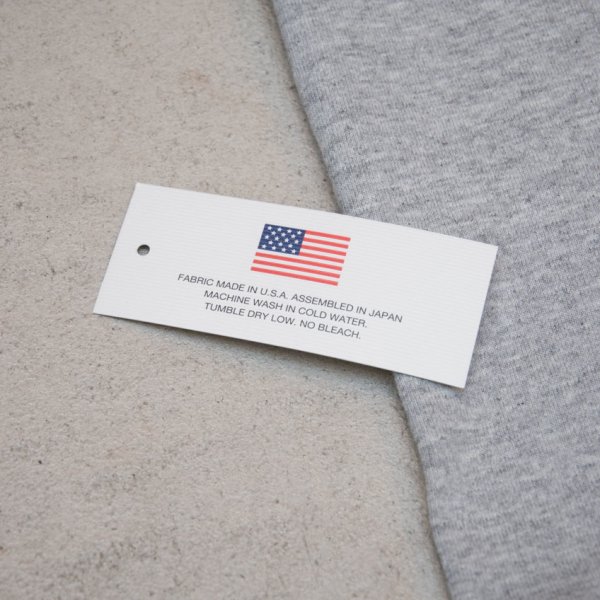 FABRIC MADE IN U.S.A. ASSEMBLED IN JAPAN
MACHINE WASH IN COLD WATER.
TUMBLE DRY LOW. NO BLEACH.